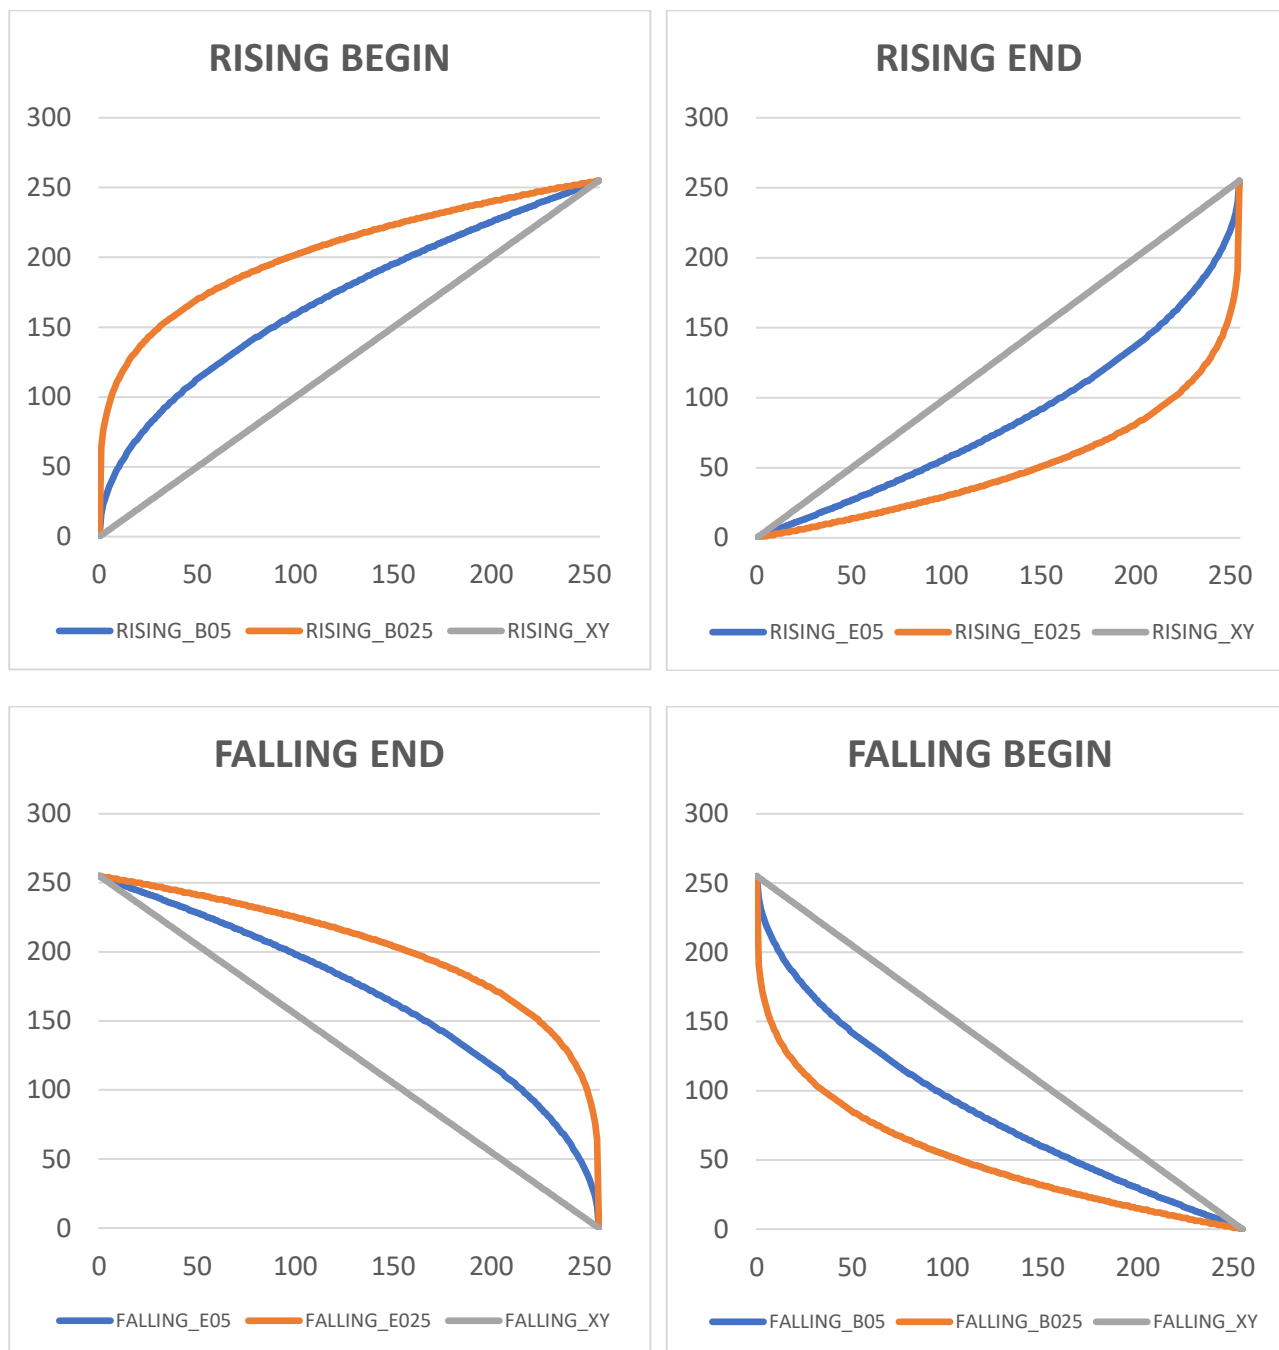 RISING BEGIN
300
250
200
150
100
50
0
0 50 100 150 200 250
RISING_B05 RISING_B025 RISING_XY
RISING END
300
250
200
150
100
50
0
0 50 100 150 200 250
RISING_E05 RISING_E025 RISING_XY
FALLING END
300
250
200
150
100
50
0
0 50 100 150 200 250
FALLING_E05 FALLING_E025 FALLING_XY
FALLING BEGIN
300
250
200
150
100
50
0
0 50 100 150 200 250
FALLING_B05 FALLING_B025 FALLING_XY